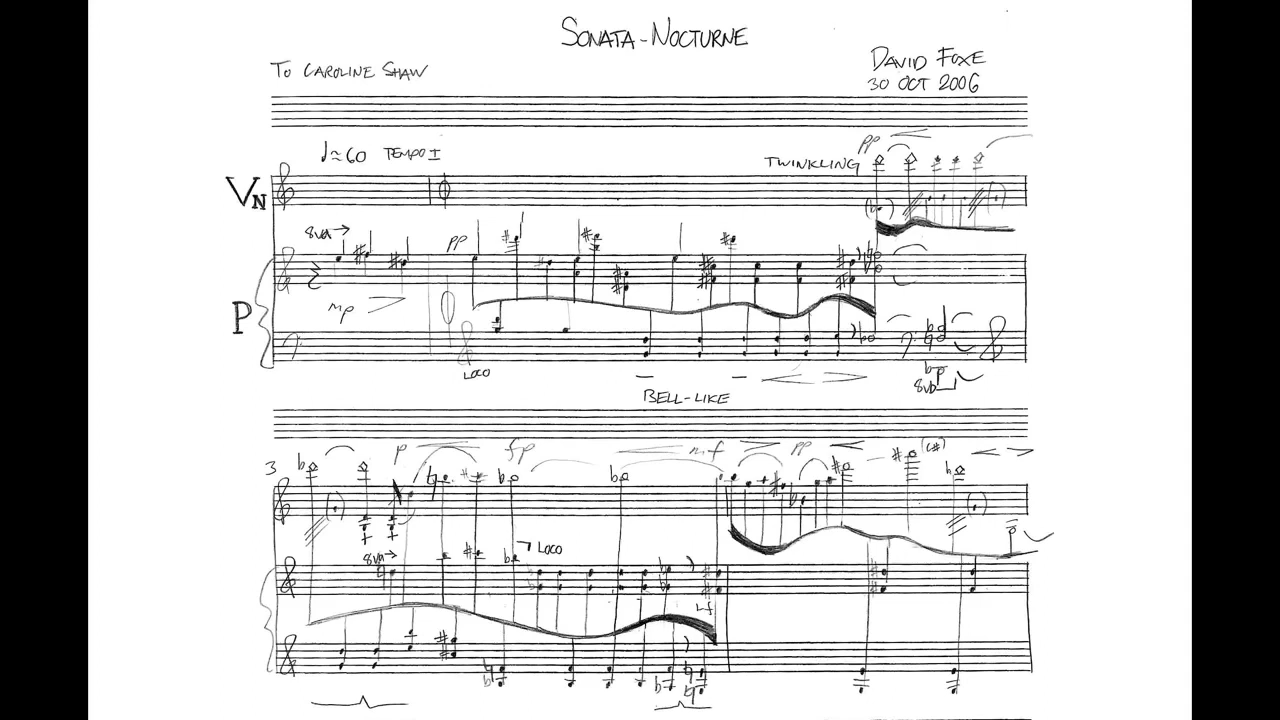 SONATA-NOCTURNE
TO CAROLINE SHAW
DAVID FOXE
30 OCT 2006
♩≈60 TEMPO I
TWINKLING
pp
VN
8va→
pp
mp
P
LOCO
8vb
BELL-LIKE
3
p
fp
mf
pp
(C#)
8va→
LOCO